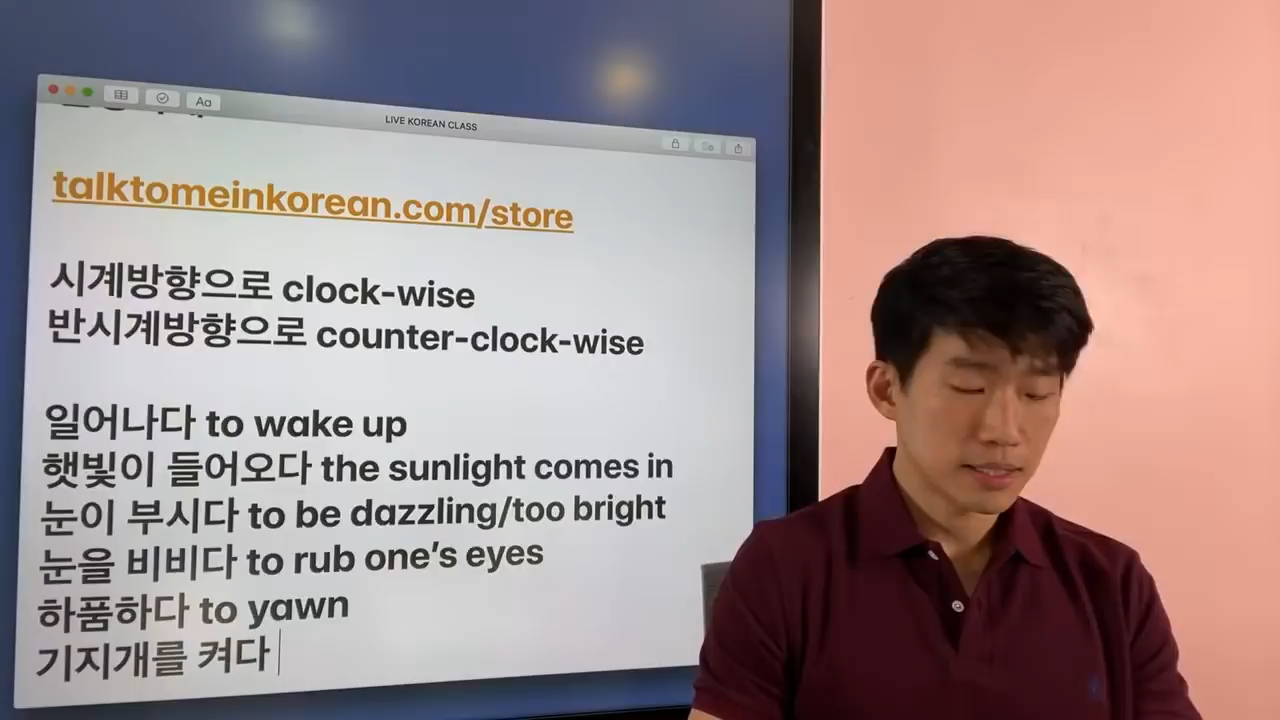 Aa
LIVE KOREAN CLASS
talktomeinkorean.com/store
시계방향으로 clock-wise
반시계방향으로 counter-clock-wise
일어나다 to wake up
햇빛이 들어오다 the sunlight comes in
눈이 부시다 to be dazzling/too bright
눈을 비비다 to rub one's eyes
하품하다 to yawn
기지개를 켜다